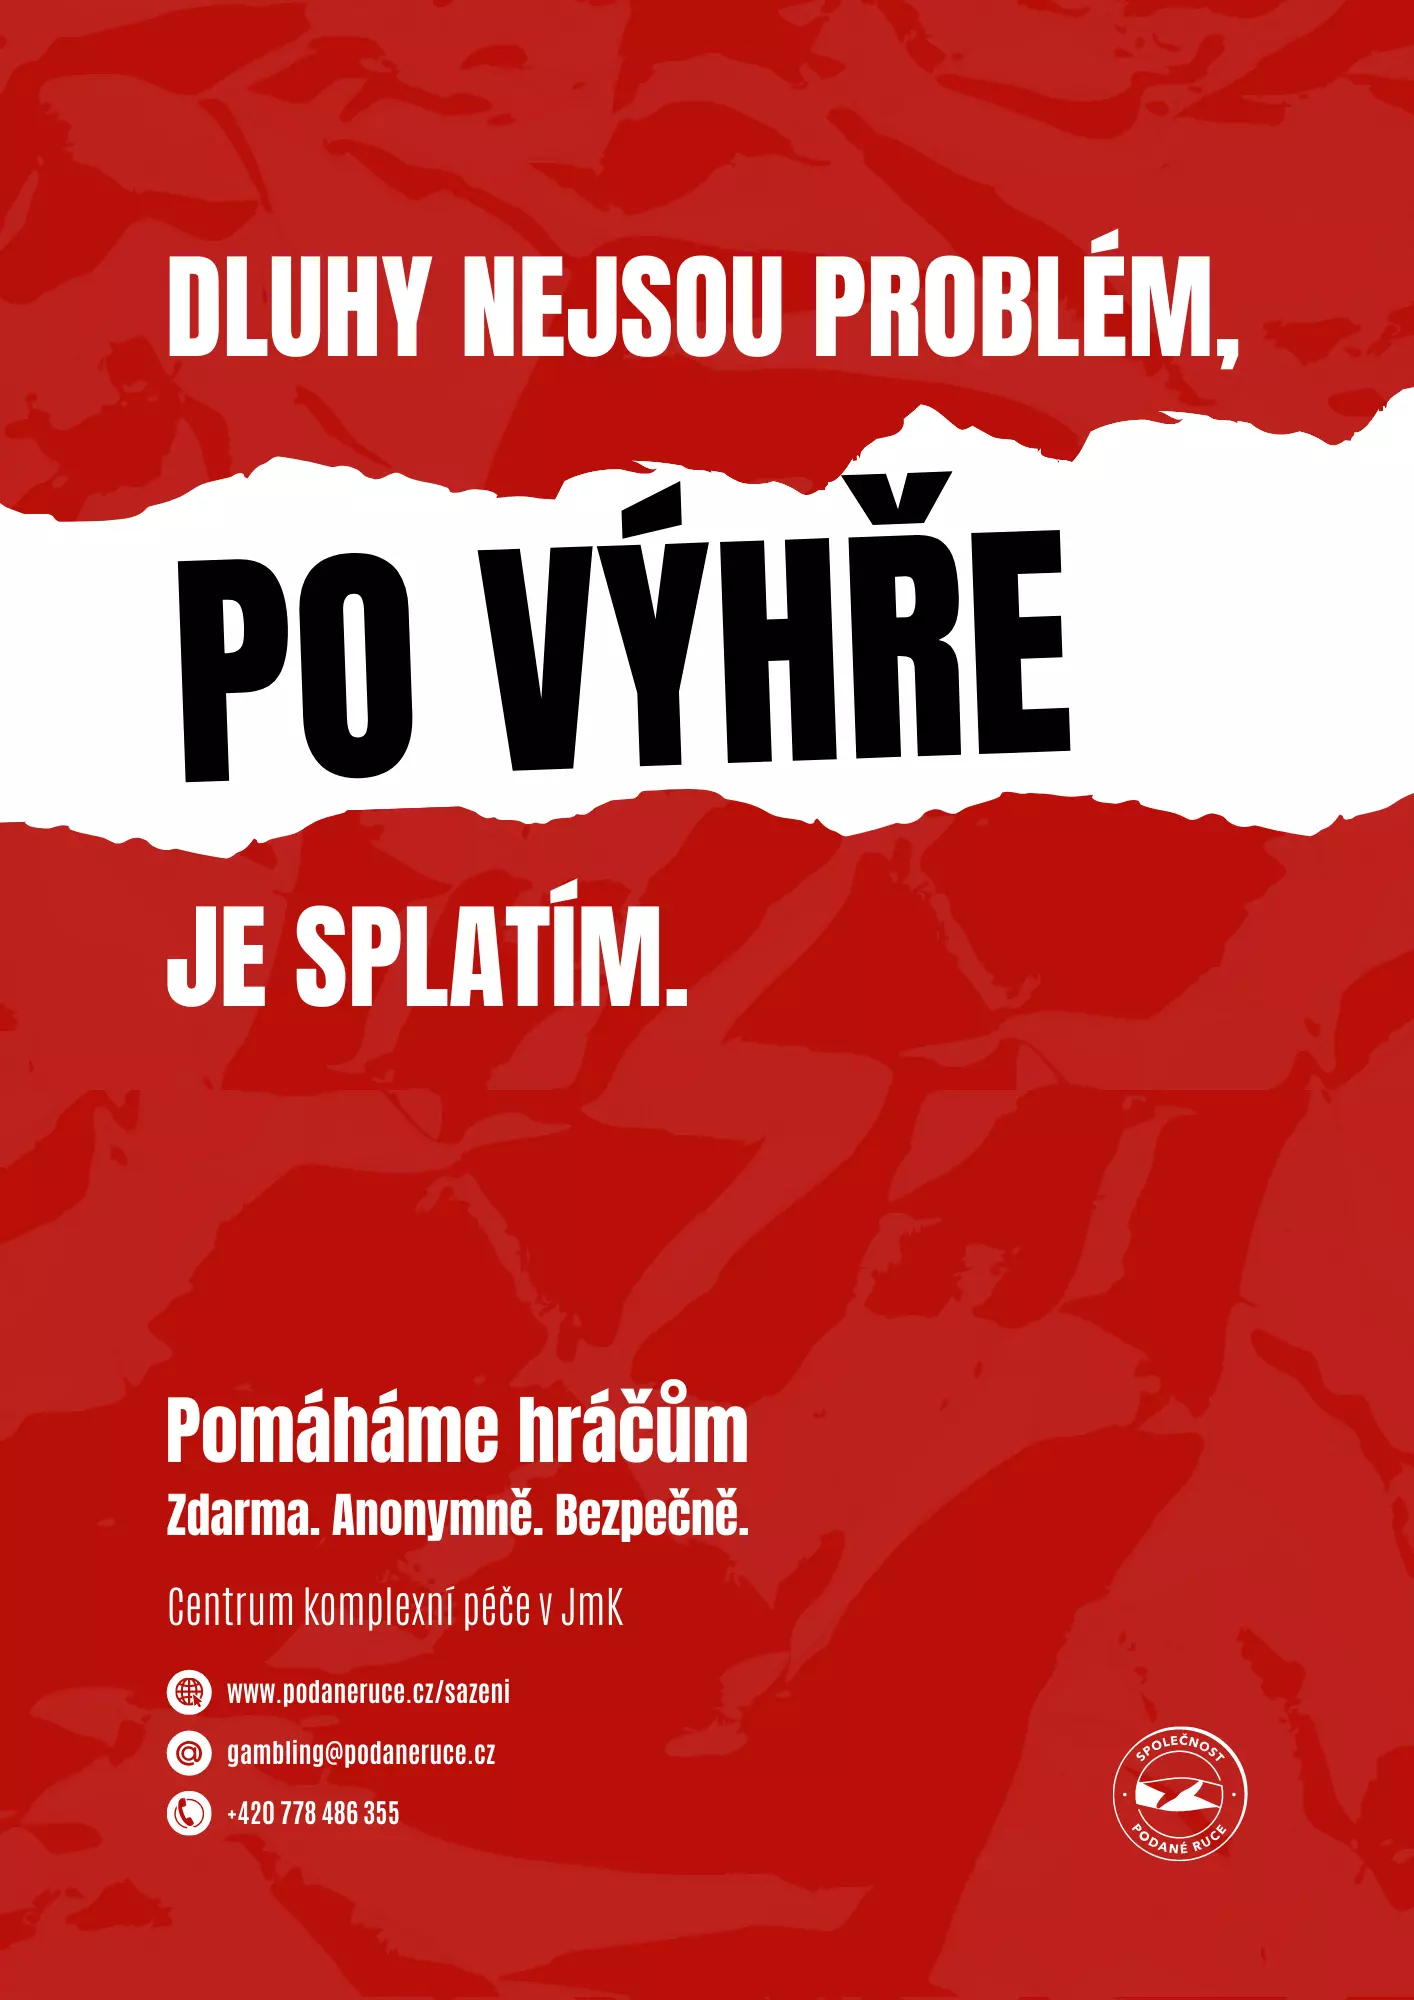 DLUHY NEJSOU PROBLÉM,
PO VÝHŘE
JE SPLATÍM.
Pomáháme hráčům
Zdarma. Anonymně. Bezpečně.
Centrum komplexní péče v JmK
www.podaneruce.cz/sazeni
gambling@podaneruce.cz
+420 778 486 355
SPOLEČNOST
PODANÉ RUCE